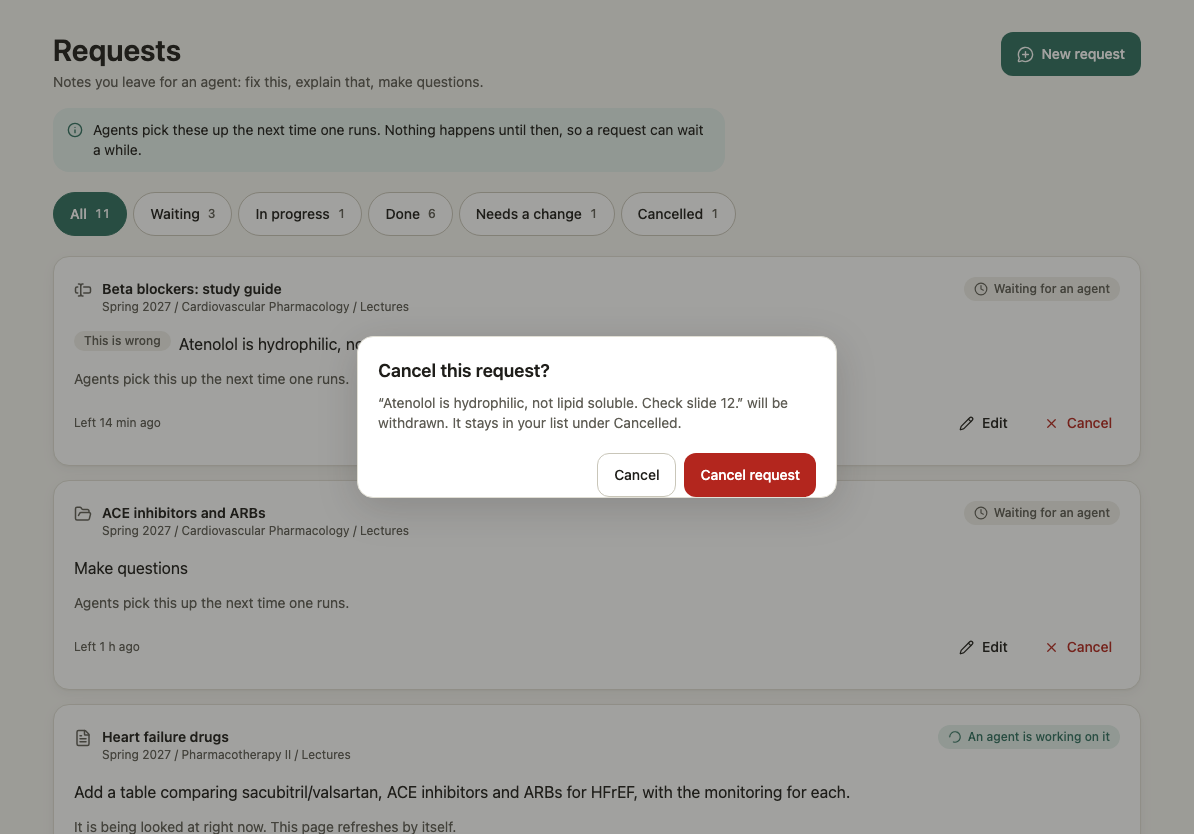 Requests
New request
Notes you leave for an agent: fix this, explain that, make questions.
Agents pick these up the next time one runs. Nothing happens until then, so a request can wait
a while.
All 11
Waiting 3
In progress 1
Done 6
Needs a change 1
Cancelled 1
Beta blockers: study guide
Waiting for an agent
Spring 2027 / Cardiovascular Pharmacology / Lectures
This is wrong
Atenolol is hydrophilic,
Agents pick this up the next time one runs.
Left 14 min ago
Edit
Cancel
Cancel this request?
“Atenolol is hydrophilic, not lipid soluble. Check slide 12.” will be
withdrawn. It stays in your list under Cancelled.
Cancel
Cancel request
ACE inhibitors and ARBs
Waiting for an agent
Spring 2027 / Cardiovascular Pharmacology / Lectures
Make questions
Agents pick this up the next time one runs.
Left 1 h ago
Edit
Cancel
Heart failure drugs
An agent is working on it
Spring 2027 / Pharmacotherapy II / Lectures
Add a table comparing sacubitril/valsartan, ACE inhibitors and ARBs for HFrEF, with the monitoring for each.
It is being looked at right now. This page refreshes by itself.